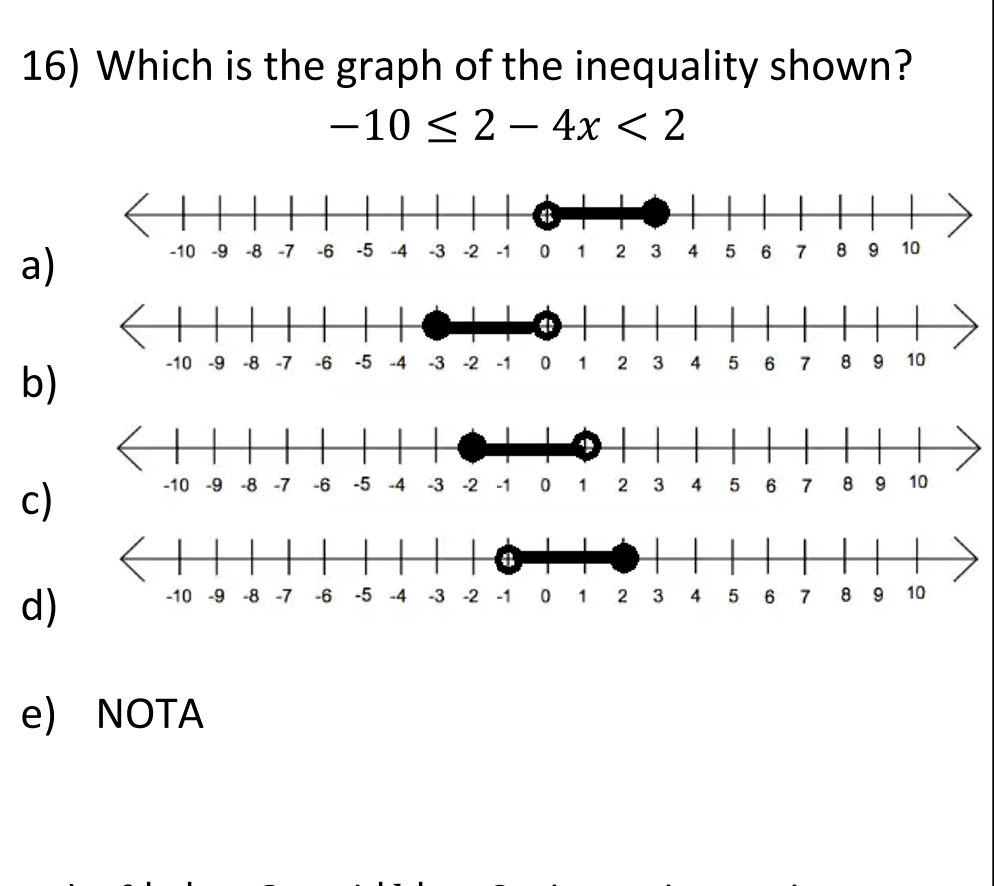 16) Which is the graph of the inequality shown?
−10 ≤ 2 − 4x < 2
a)
-10 -9 -8 -7 -6 -5 -4 -3 -2 -1 0 1 2 3 4 5 6 7 8 9 10
b)
-10 -9 -8 -7 -6 -5 -4 -3 -2 -1 0 1 2 3 4 5 6 7 8 9 10
c)
-10 -9 -8 -7 -6 -5 -4 -3 -2 -1 0 1 2 3 4 5 6 7 8 9 10
d)
-10 -9 -8 -7 -6 -5 -4 -3 -2 -1 0 1 2 3 4 5 6 7 8 9 10
e) NOTA